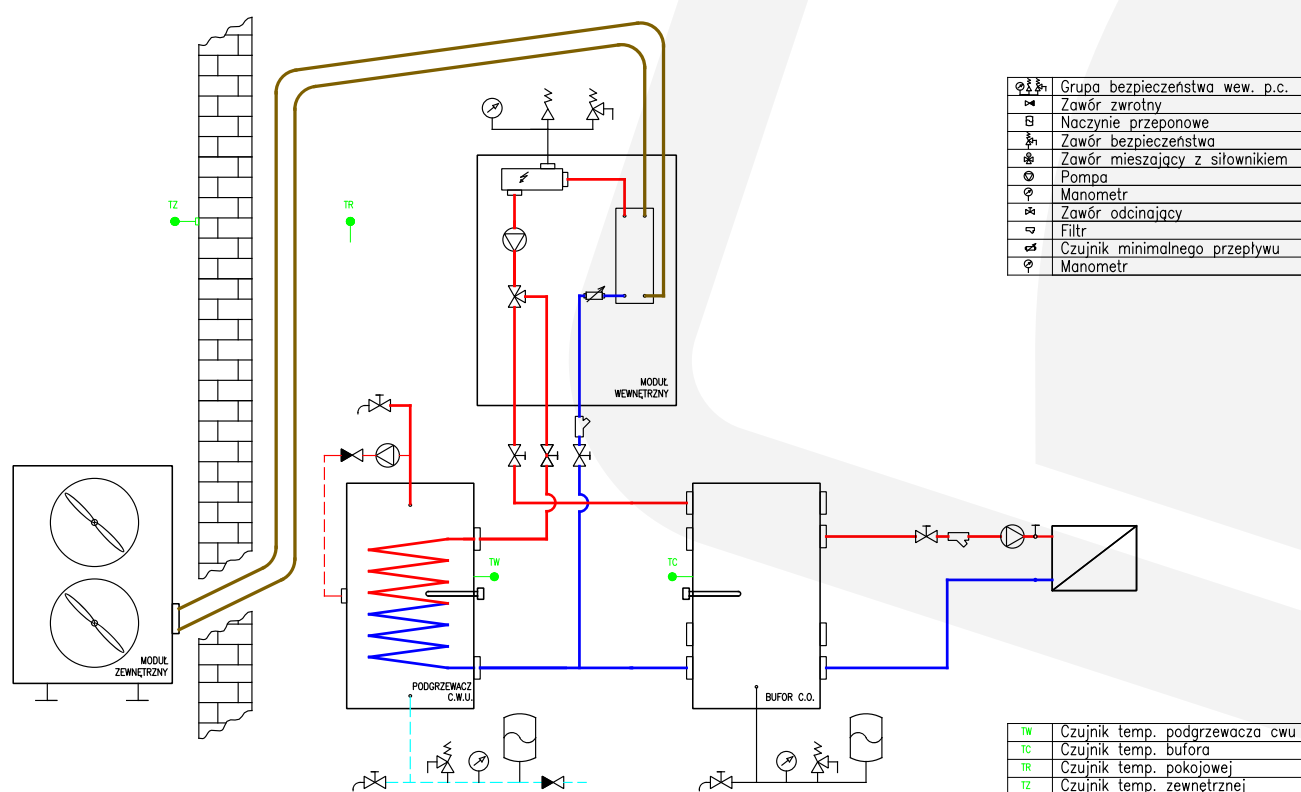 TZ
TR
MODUŁ
WEWNĘTRZNY
Grupa bezpieczeństwa wew. p.c.
Zawór zwrotny
Naczynie przeponowe
Zawór bezpieczeństwa
Zawór mieszający z siłownikiem
Pompa
Manometr
Zawór odcinający
Filtr
Czujnik minimalnego przepływu
Manometr
TW
TC
MODUŁ
ZEWNĘTRZNY
PODGRZEWACZ
C.W.U.
BUFOR C.O.
TW Czujnik temp. podgrzewacza cwu
TC Czujnik temp. bufora
TR Czujnik temp. pokojowej
TZ Czujnik temp. zewnętrznej